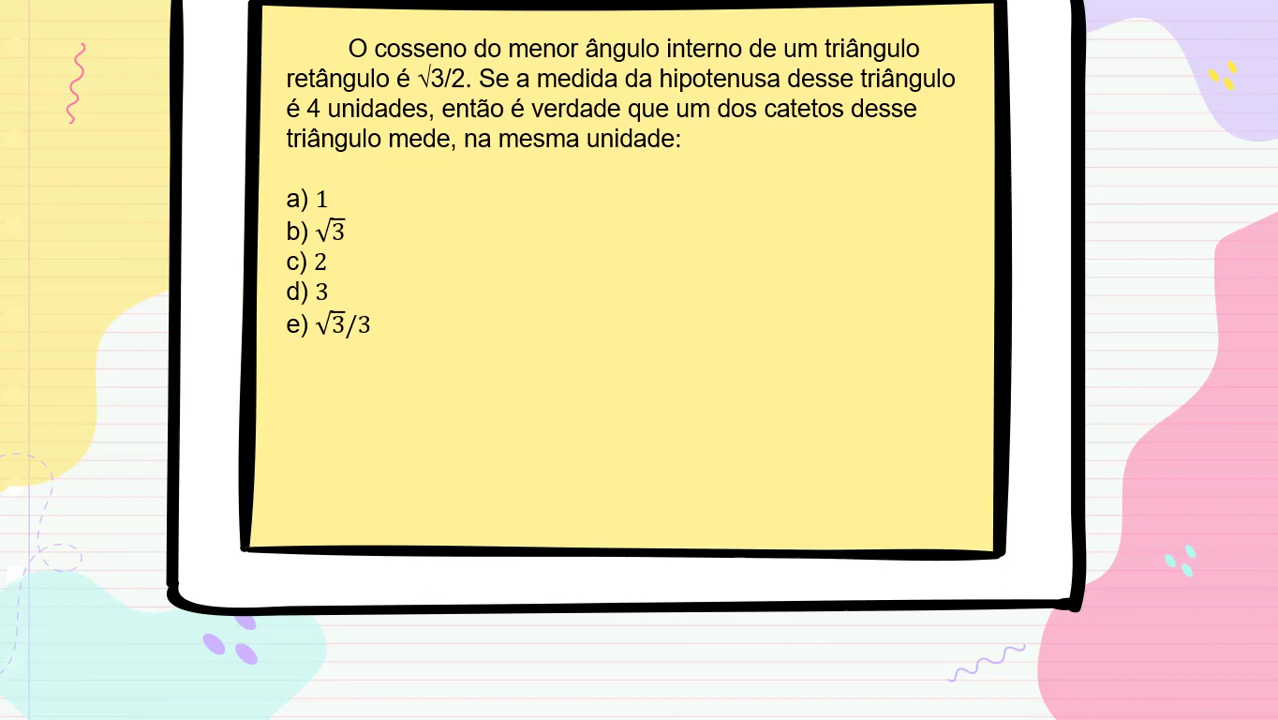 O cosseno do menor ângulo interno de um triângulo
retângulo é √3/2. Se a medida da hipotenusa desse triângulo
é 4 unidades, então é verdade que um dos catetos desse
triângulo mede, na mesma unidade:
a) 1
b) √3
c) 2
d) 3
e) √3/3